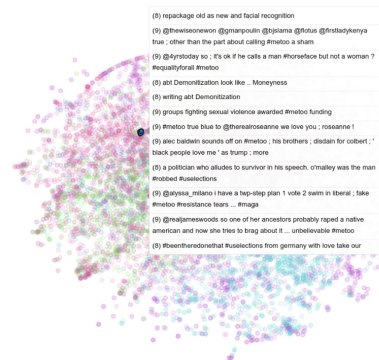 (8) repackage old as new and facial recognition
(9) @thewiseonewon @gmanpoulin @bjslama @flotus @firstladykenya
true ; other than the part about calling #metoo a sham
(9) @4yrstoday so ; it's ok if he calls a man #horseface but not a woman ?
#equalityforall #metoo
(8) abt Demonitization look like .. Moneyness
(8) writing abt Demonitization
(9) groups fighting sexual violence awarded #metoo funding
(9) #metoo true blue to @therealroseanne we love you ; roseanne !
(9) alec baldwin sounds off on #metoo ; his brothers ; disdain for colbert ; '
black people love me ' as trump ; more
(8) a politician who alludes to survivor in his speech. o'malley was the man
#robbed #uselections
(9) @alyssa_milano i have a lwp-step plan 1 vote 2 swim in liberal ; fake
#metoo #resistance tears ... #maga
(9) @realjameswoods so one of her ancestors probably raped a native
american and now she tries to brag about it ... unbelievable #metoo
(8) #beentheredonethat #uselections from germany with love take our